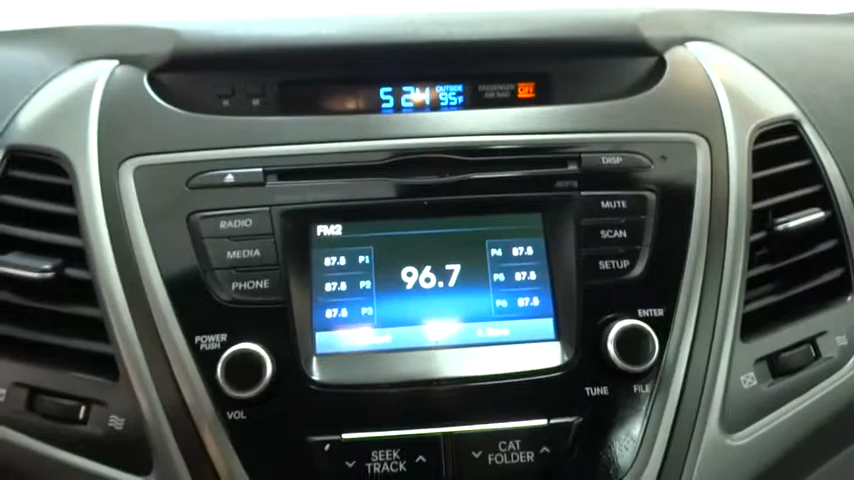 5:24
OUTSIDE
95°F
PASSENGER
AIR BAG
OFF
DISP
RADIO
MEDIA
PHONE
MUTE
SCAN
SETUP
FM2
87.5 P1
87.5 P2
87.5 P3
96.7
P4 87.5
P5 87.5
P6 87.5
POWER
PUSH
VOL
ENTER
TUNE
FILE
SEEK
TRACK
CAT
FOLDER